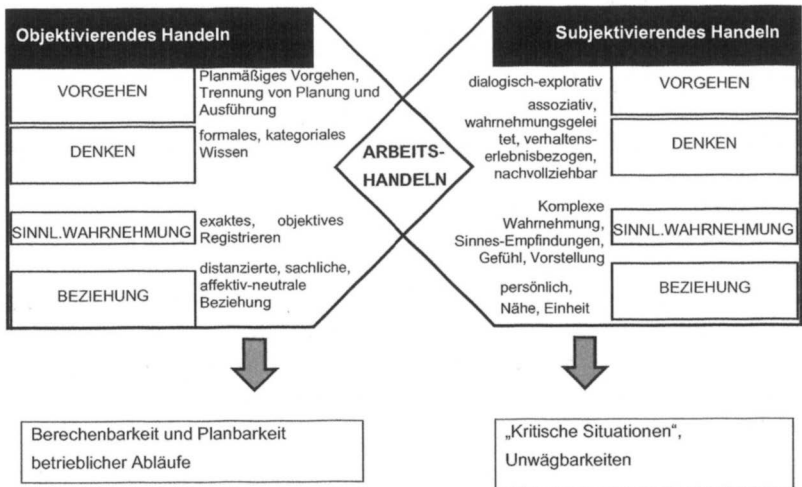 Objektivierendes Handeln
VORGEHEN
Planmäßiges Vorgehen,
Trennung von Planung und
Ausführung
DENKEN
formales, kategoriales
Wissen
SINNL.WAHRNEHMUNG
exaktes, objektives
Registrieren
BEZIEHUNG
distanzierte, sachliche,
affektiv-neutrale
Beziehung
ARBEITS-
HANDELN
Subjektivierendes Handeln
dialogisch-explorativ
VORGEHEN
assoziativ,
wahrnehmungsgelei
tet, verhaltens-
erlebnisbezogen,
nachvollziehbar
DENKEN
Komplexe
Wahrnehmung,
Sinnes-Empfindungen,
Gefühl, Vorstellung
SINNL.WAHRNEHMUNG
persönlich,
Nähe, Einheit
BEZIEHUNG
Berechenbarkeit und Planbarkeit
betrieblicher Abläufe
„Kritische Situationen“,
Unwägbarkeiten